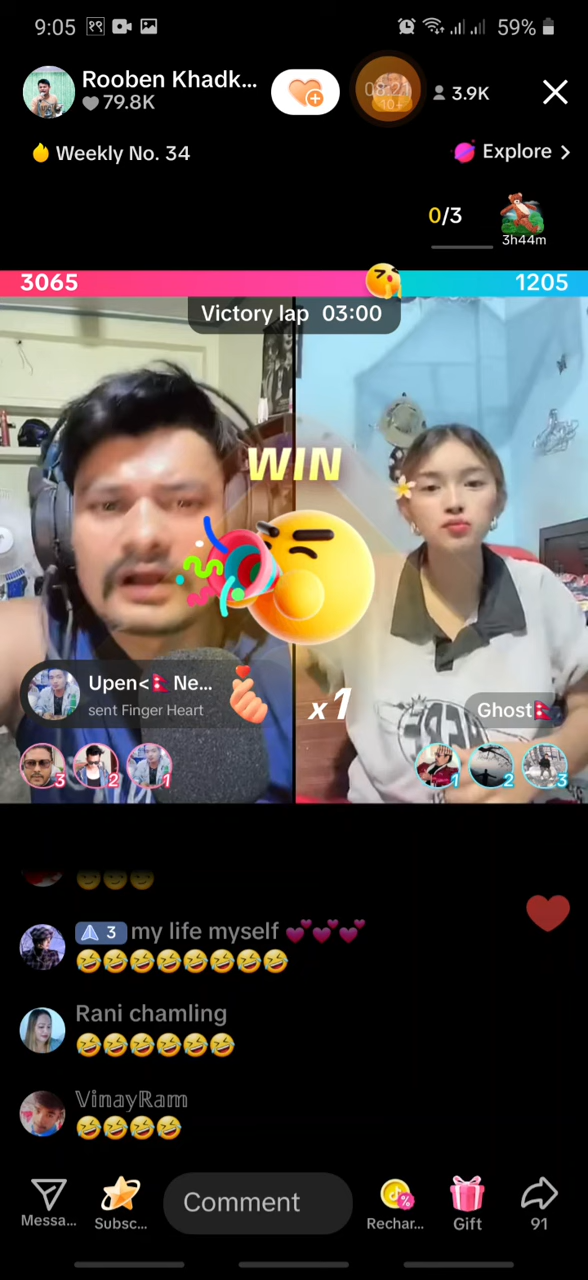 9:05 ११ 59%
Rooben Khadk...
79.8K
3.9K
Weekly No. 34
Explore
0/3
3h44m
3065 1205
Victory lap 03:00
WIN
Upen< Ne...
sent Finger Heart
x1
Ghost
3 2 1
1 2 3
3 my life myself
Rani chamling
𝕍𝕚𝕟𝕒𝕪ℝ𝕒𝕞
Messa...
Subsc...
Comment
Rechar...
Gift
91